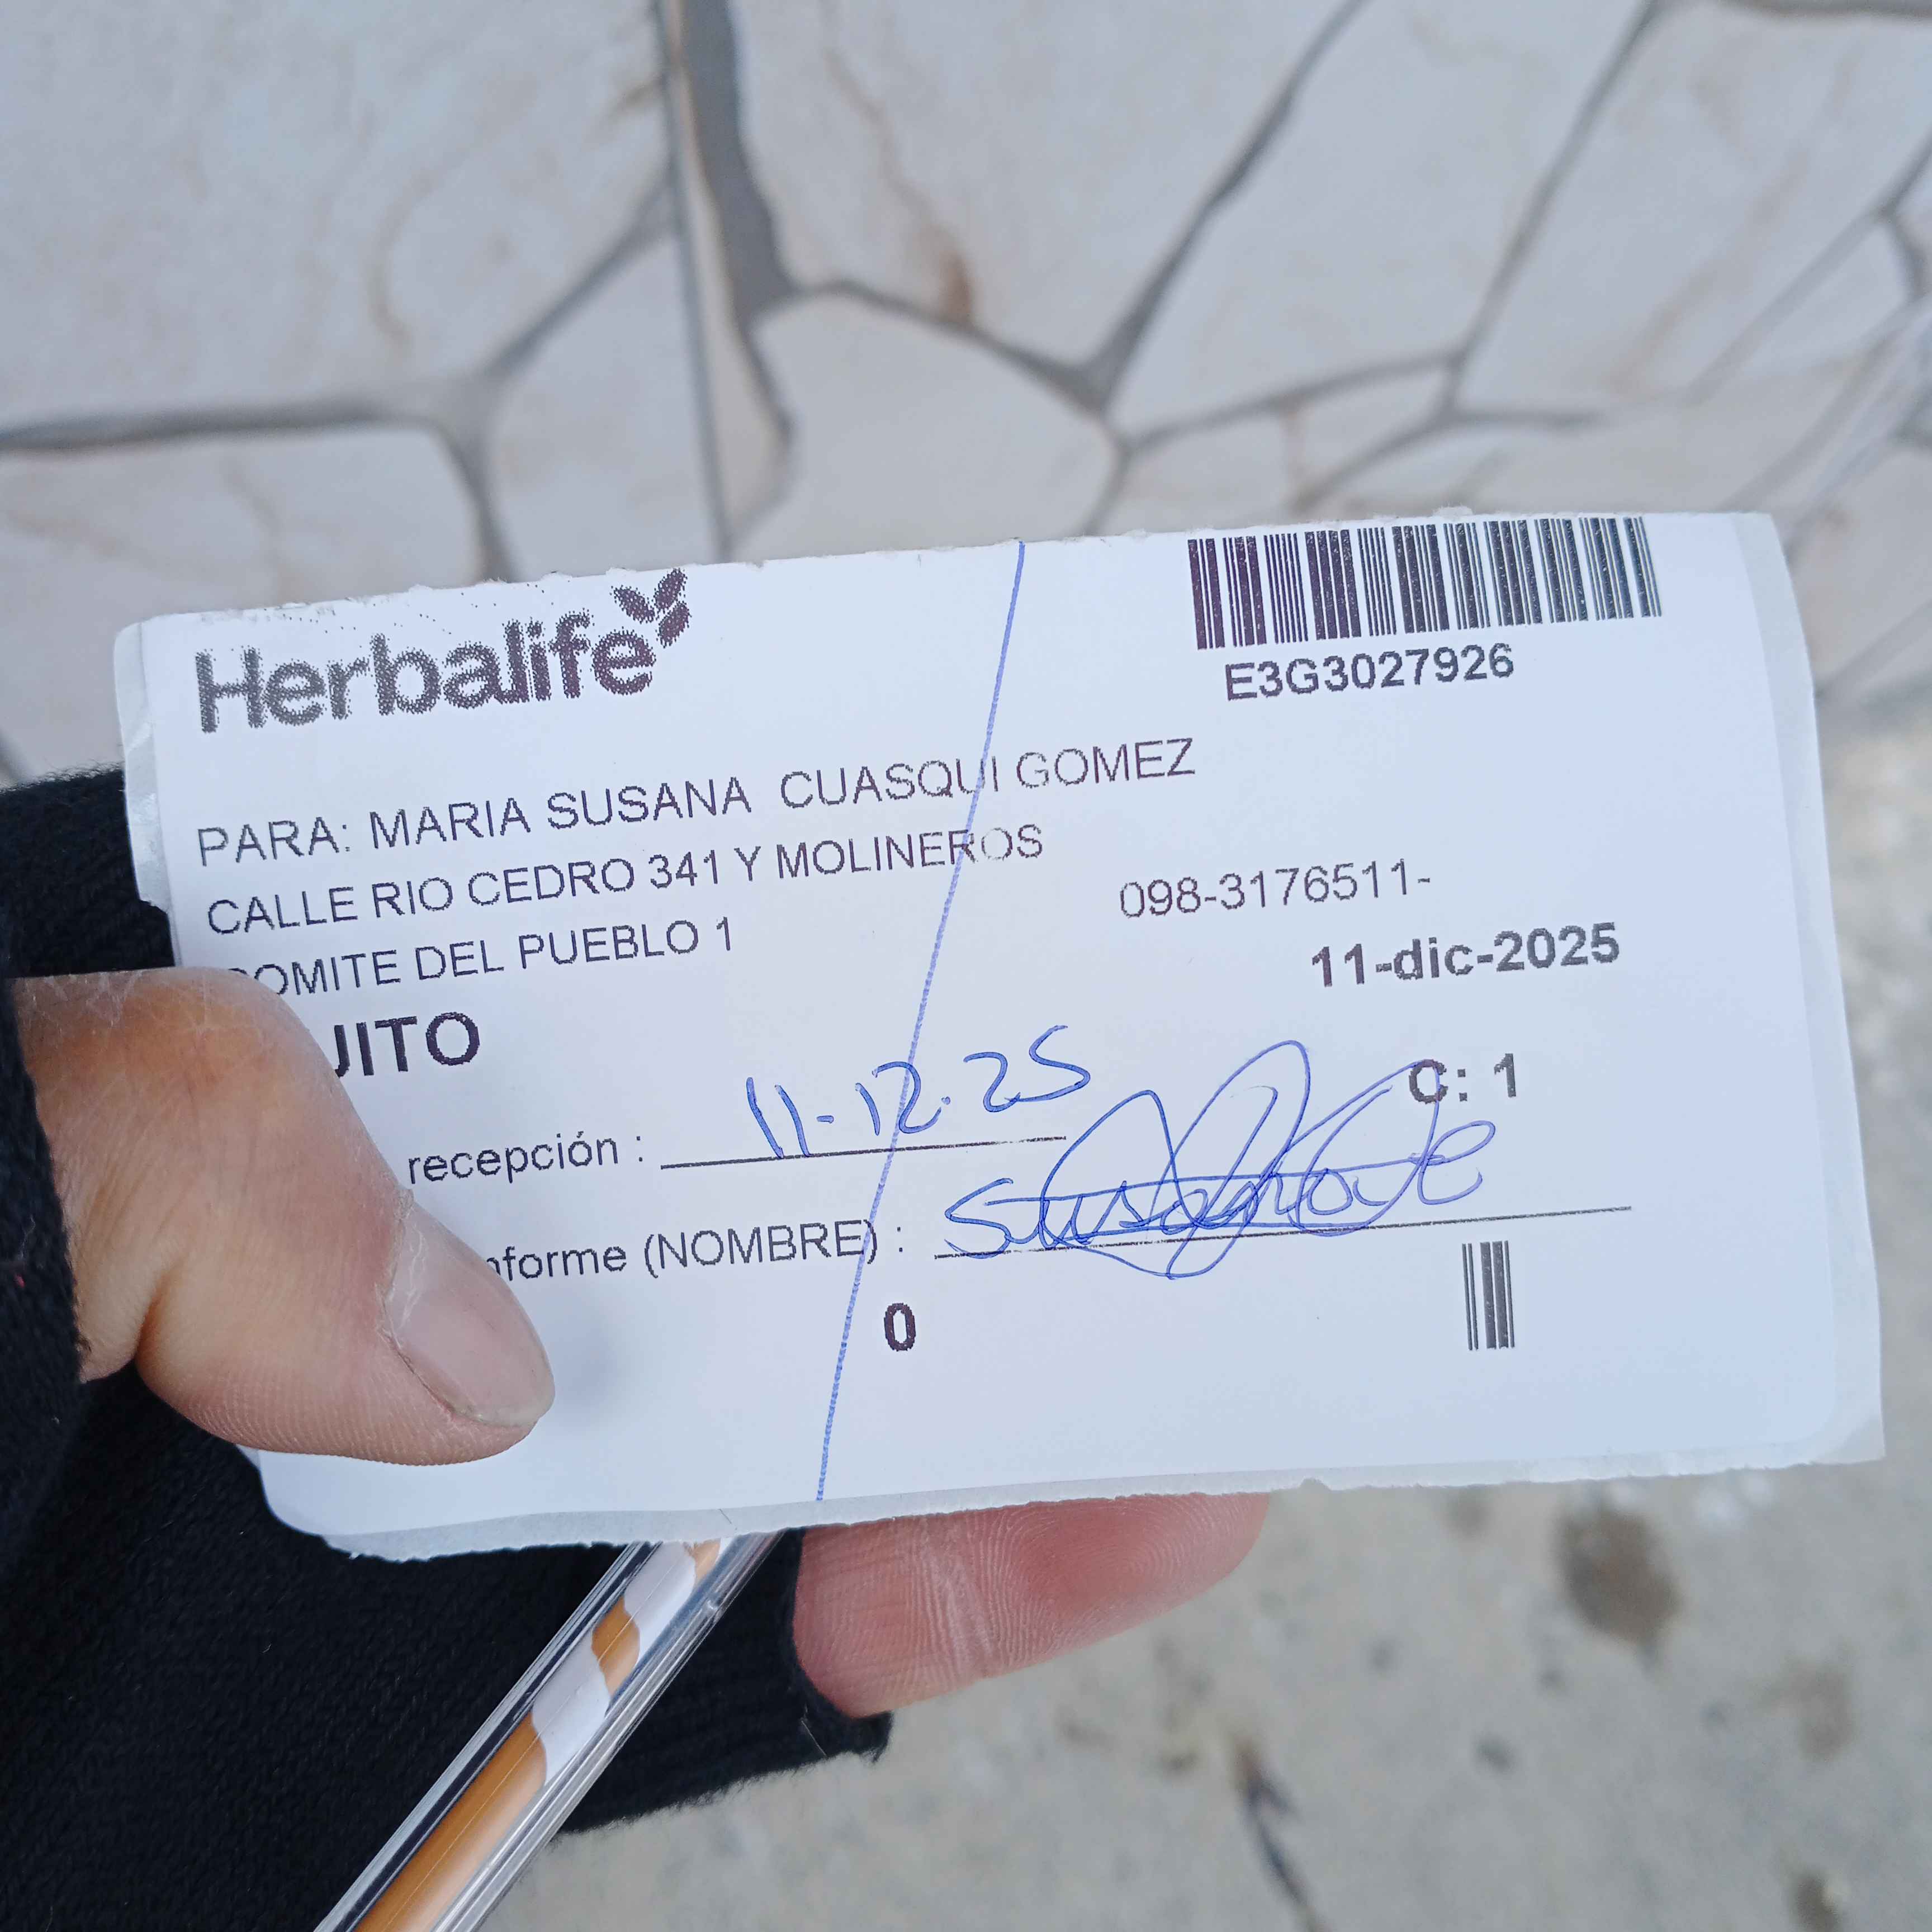 Herbalife
E3G3027926
PARA: MARIA SUSANA CUASQUI GOMEZ
CALLE RIO CEDRO 341 Y MOLINEROS
098-3176511-
OMITE DEL PUEBLO 1
11-dic-2025
JITO
C: 1
recepción : 11-12-25
nforme (NOMBRE) :
0